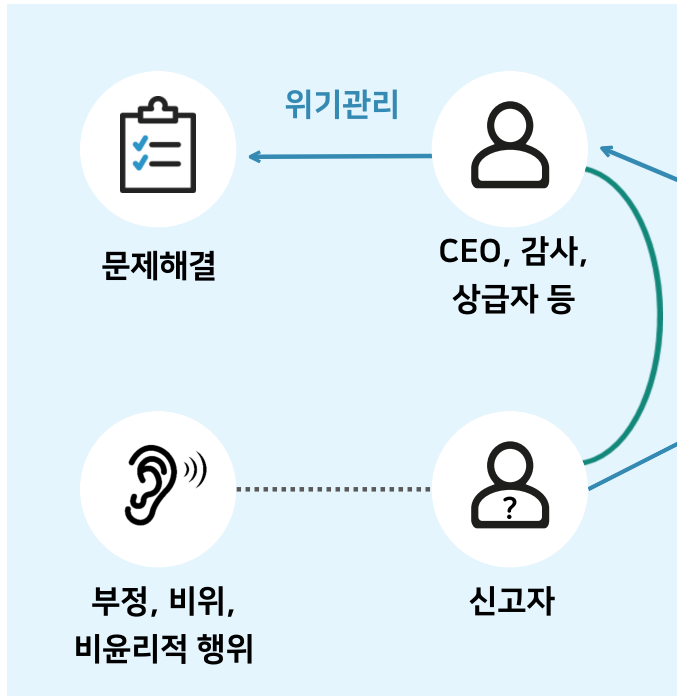 위기관리
문제해결
CEO, 감사,
상급자 등
?
부정, 비위,
비윤리적 행위
신고자